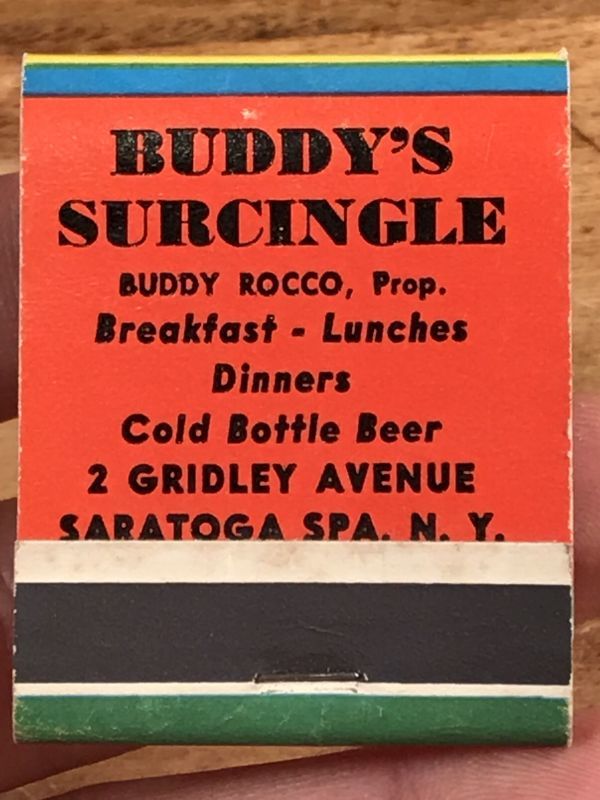 BUDDY'S
SURCINGLE
BUDDY ROCCO, Prop.
Breakfast - Lunches
Dinners
Cold Bottle Beer
2 GRIDLEY AVENUE
SARATOGA SPA. N. Y.